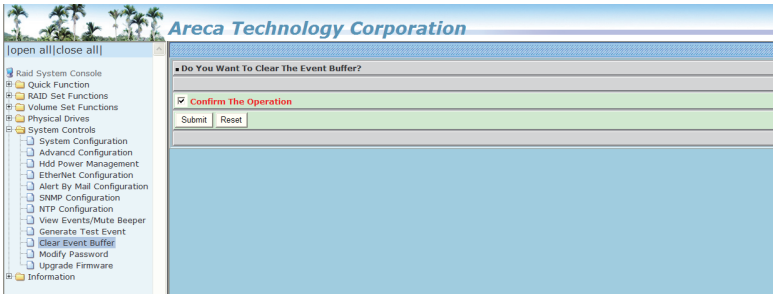 Areca Technology Corporation
|open all|close all|
Raid System Console
Quick Function
RAID Set Functions
Volume Set Functions
Physical Drives
System Controls
System Configuration
Advancd Configuration
Hdd Power Management
EtherNet Configuration
Alert By Mail Configuration
SNMP Configuration
NTP Configuration
View Events/Mute Beeper
Generate Test Event
Clear Event Buffer
Modify Password
Upgrade Firmware
Information
Do You Want To Clear The Event Buffer?
Confirm The Operation
Submit Reset